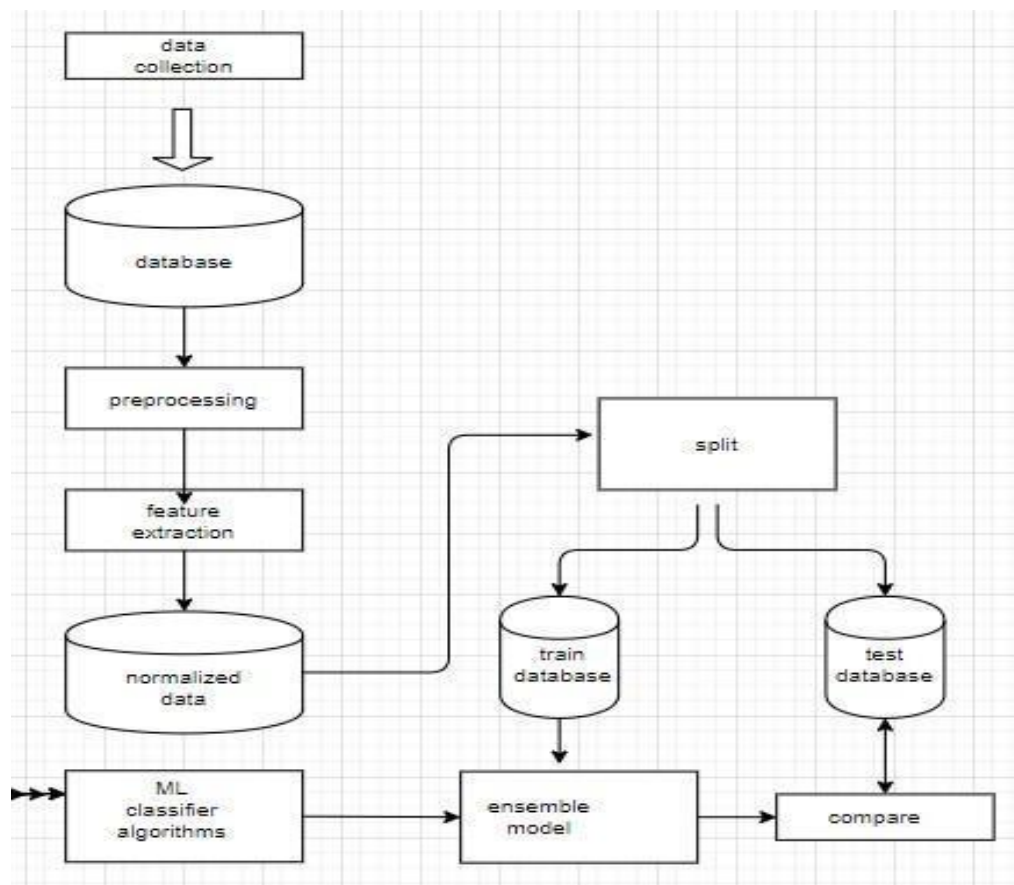 data
collection
database
preprocessing
feature
extraction
normalized
data
split
train
database
test
database
ML
classifier
algorithms
ensemble
model
compare